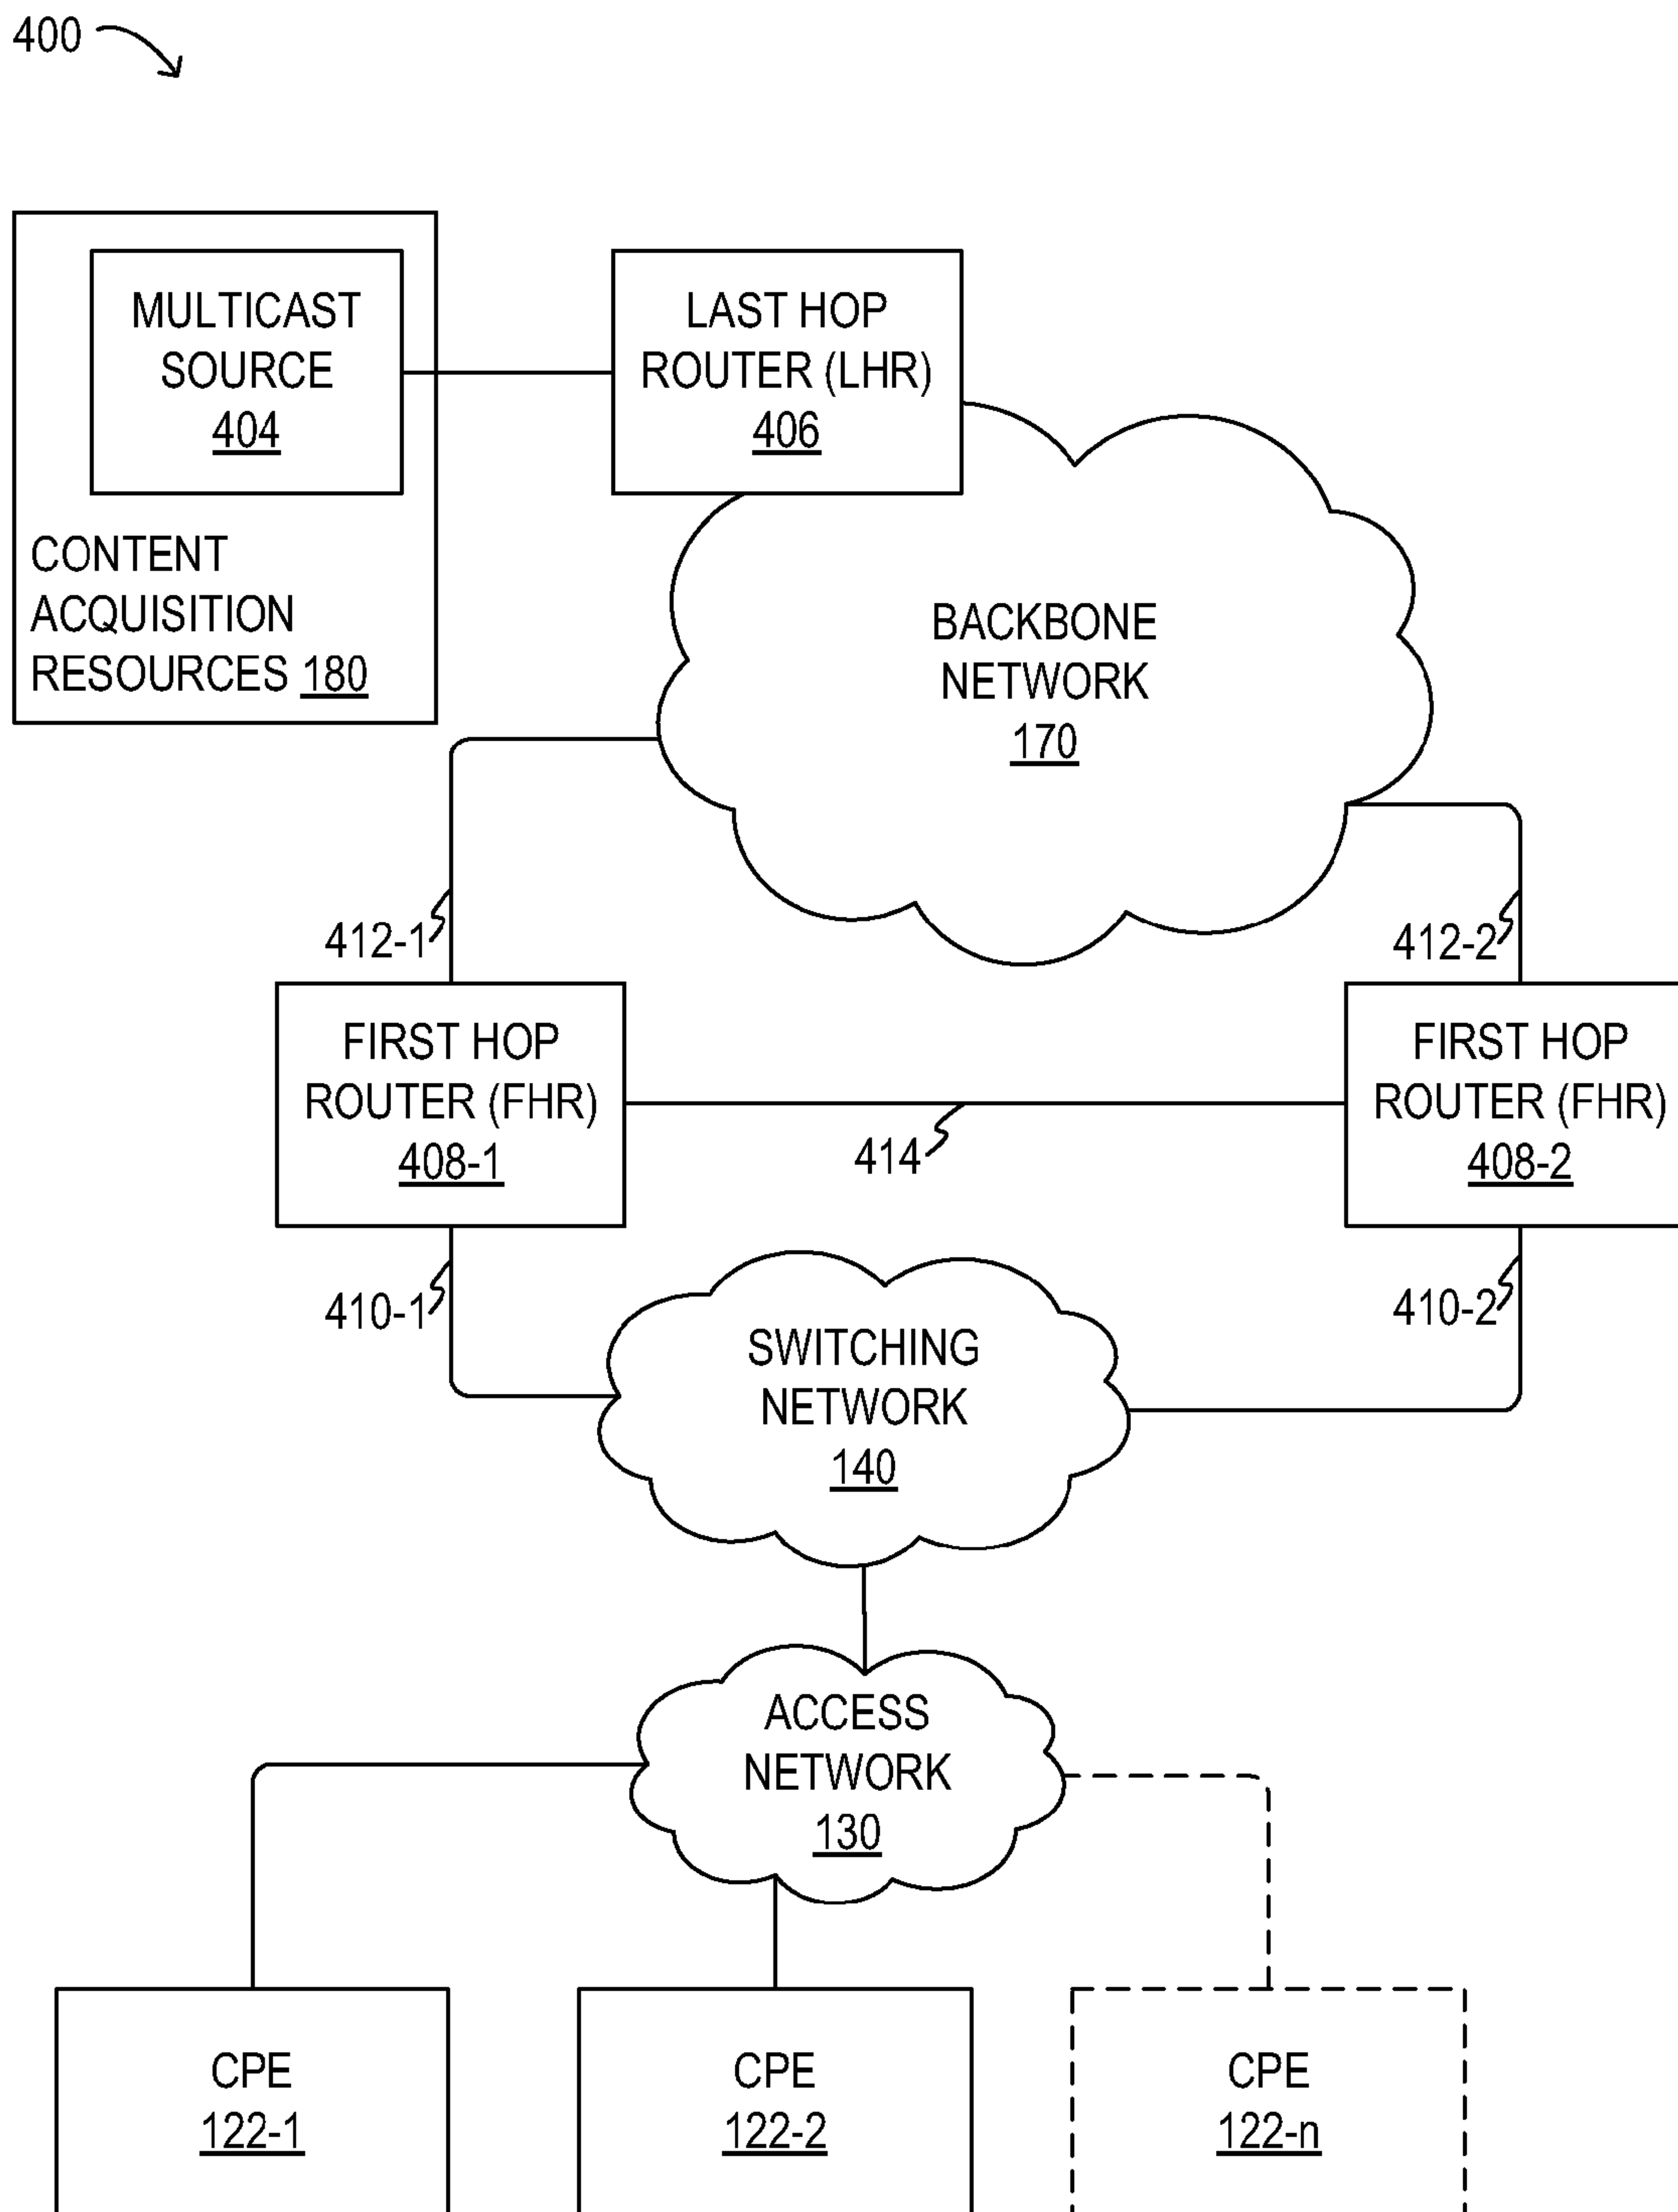 400
MULTICAST
SOURCE
404
LAST HOP
ROUTER (LHR)
406
CONTENT
ACQUISITION
RESOURCES 180
BACKBONE
NETWORK
170
412-1
412-2
FIRST HOP
ROUTER (FHR)
408-1
FIRST HOP
ROUTER (FHR)
408-2
414
410-1
410-2
SWITCHING
NETWORK
140
ACCESS
NETWORK
130
CPE
122-1
CPE
122-2
CPE
122-n